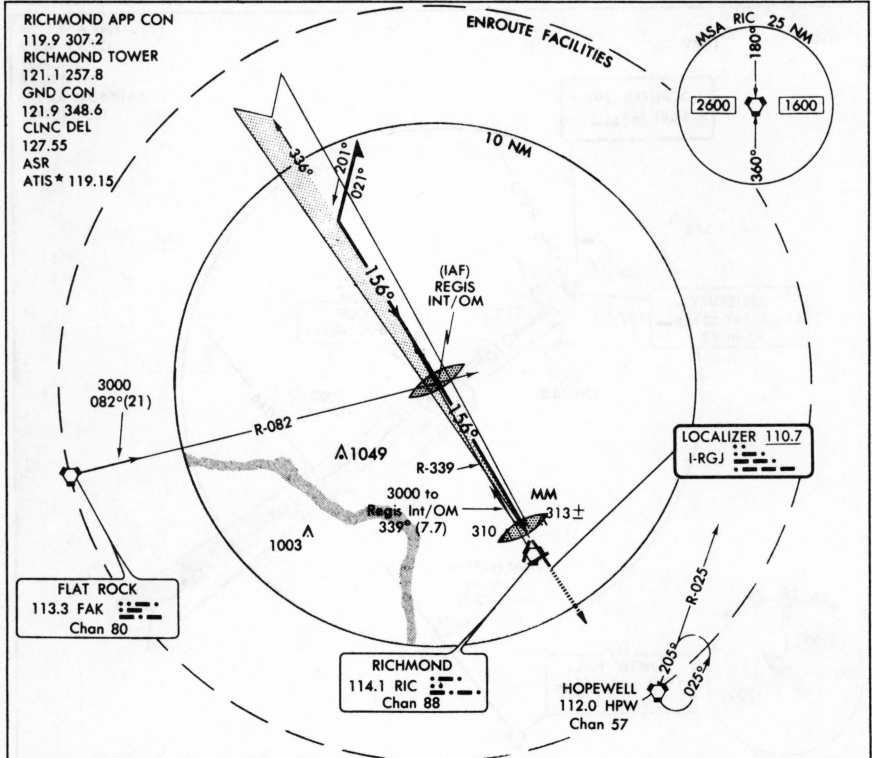 RICHMOND APP CON
119.9 307.2
RICHMOND TOWER
121.1 257.8
GND CON
121.9 348.6
CLNC DEL
127.55
ASR
ATIS★ 119.15
ENROUTE FACILITIES
MSA RIC 25 NM
180°
2600
1600
360°
10 NM
336°
201°
021°
156°
(IAF)
REGIS
INT/OM
3000
082°(21)
R-082
156°
1049
R-339
LOCALIZER 110.7
I-RGJ
3000 to
Regis Int/OM
339° (7.7)
MM
313±
310
1003
FLAT ROCK
113.3 FAK
Chan 80
RICHMOND
114.1 RIC
Chan 88
R-025
205°
025°
HOPEWELL
112.0 HPW
Chan 57